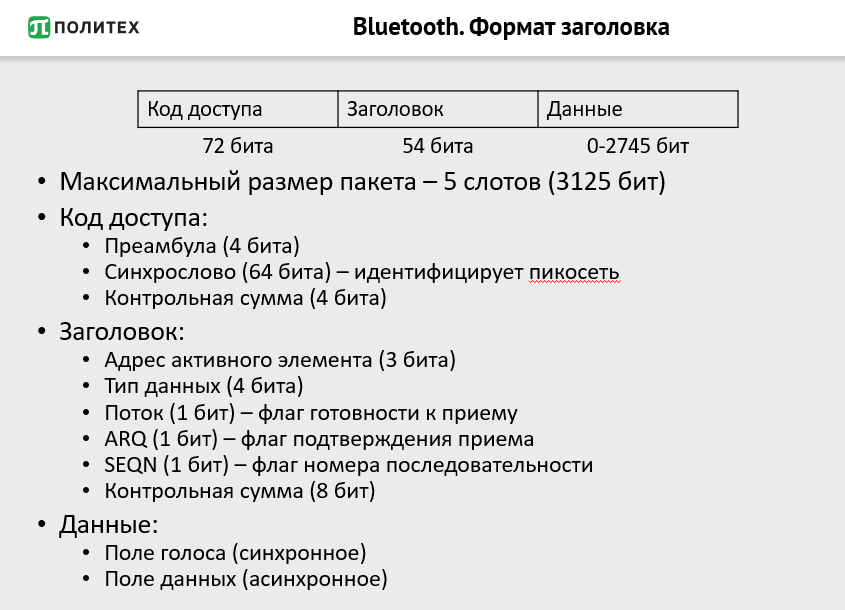 ПОЛИТЕХ
Bluetooth. Формат заголовка
Код доступа Заголовок Данные
72 бита 54 бита 0-2745 бит
• Максимальный размер пакета – 5 слотов (3125 бит)
• Код доступа:
• Преамбула (4 бита)
• Синхрослово (64 бита) – идентифицирует пикосеть
• Контрольная сумма (4 бита)
• Заголовок:
• Адрес активного элемента (3 бита)
• Тип данных (4 бита)
• Поток (1 бит) – флаг готовности к приему
• ARQ (1 бит) – флаг подтверждения приема
• SEQN (1 бит) – флаг номера последовательности
• Контрольная сумма (8 бит)
• Данные:
• Поле голоса (синхронное)
• Поле данных (асинхронное)